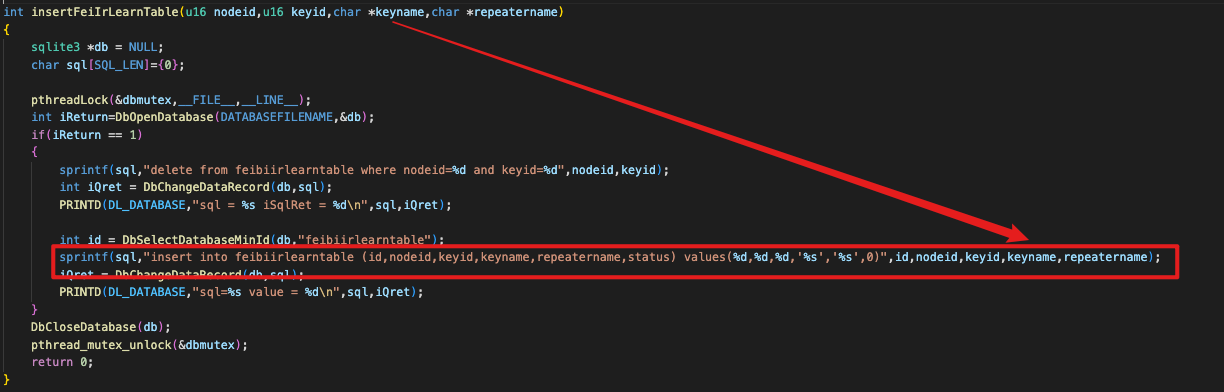 int insertFeiIrLearnTable(u16 nodeid,u16 keyid,char *keyname,char *repeatername)
{
    sqlite3 *db = NULL;
    char sql[SQL_LEN]={0};

    pthreadLock(&dbmutex,__FILE__,__LINE__);
    int iReturn=DbOpenDatabase(DATABASEFILENAME,&db);
    if(iReturn == 1)
    {
        sprintf(sql,"delete from feibiirlearntable where nodeid=%d and keyid=%d",nodeid,keyid);
        int iQret = DbChangeDataRecord(db,sql);
        PRINTD(DL_DATABASE,"sql = %s iSqlRet = %d\n",sql,iQret);

        int id = DbSelectDatabaseMinId(db,"feibiirlearntable");
        sprintf(sql,"insert into feibiirlearntable (id,nodeid,keyid,keyname,repeatername,status) values(%d,%d,%d,'%s','%s',0)",id,nodeid,keyid,keyname,repeatername);
        iQret = DbChangeDataRecord(db,sql);
        PRINTD(DL_DATABASE,"sql=%s value = %d\n",sql,iQret);
    }
    DbCloseDatabase(db);
    pthread_mutex_unlock(&dbmutex);
    return 0;
}